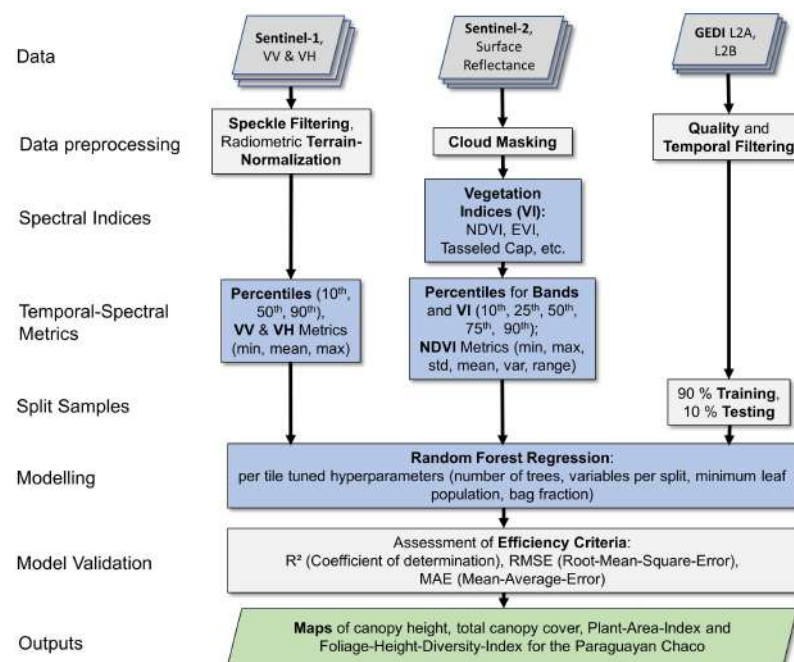 Data
Sentinel-1,
VV & VH
Sentinel-2,
Surface
Reflectance
GEDI L2A,
L2B
Data preprocessing
Speckle Filtering,
Radiometric Terrain-
Normalization
Cloud Masking
Quality and
Temporal Filtering
Spectral Indices
Vegetation
Indices (VI):
NDVI, EVI,
Tasseled Cap, etc.
Temporal-Spectral
Metrics
Percentiles (10th,
50th, 90th),
VV & VH Metrics
(min, mean, max)
Percentiles for Bands
and VI (10th, 25th, 50th,
75th, 90th);
NDVI Metrics (min, max,
std, mean, var, range)
Split Samples
90 % Training,
10 % Testing
Modelling
Random Forest Regression:
per tile tuned hyperparameters (number of trees, variables per split, minimum leaf
population, bag fraction)
Model Validation
Assessment of Efficiency Criteria:
R² (Coefficient of determination), RMSE (Root-Mean-Square-Error),
MAE (Mean-Average-Error)
Outputs
Maps of canopy height, total canopy cover, Plant-Area-Index and
Foliage-Height-Diversity-Index for the Paraguayan Chaco